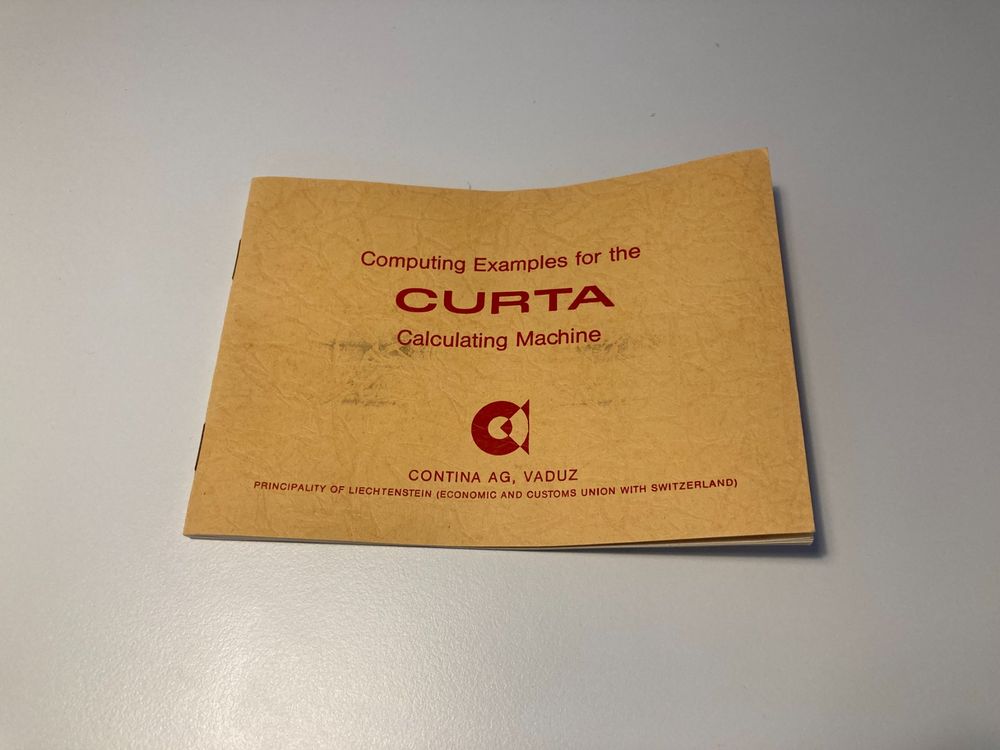 Computing Examples for the
CURTA
Calculating Machine
CONTINA AG, VADUZ
PRINCIPALITY OF LIECHTENSTEIN (ECONOMIC AND CUSTOMS UNION WITH SWITZERLAND)